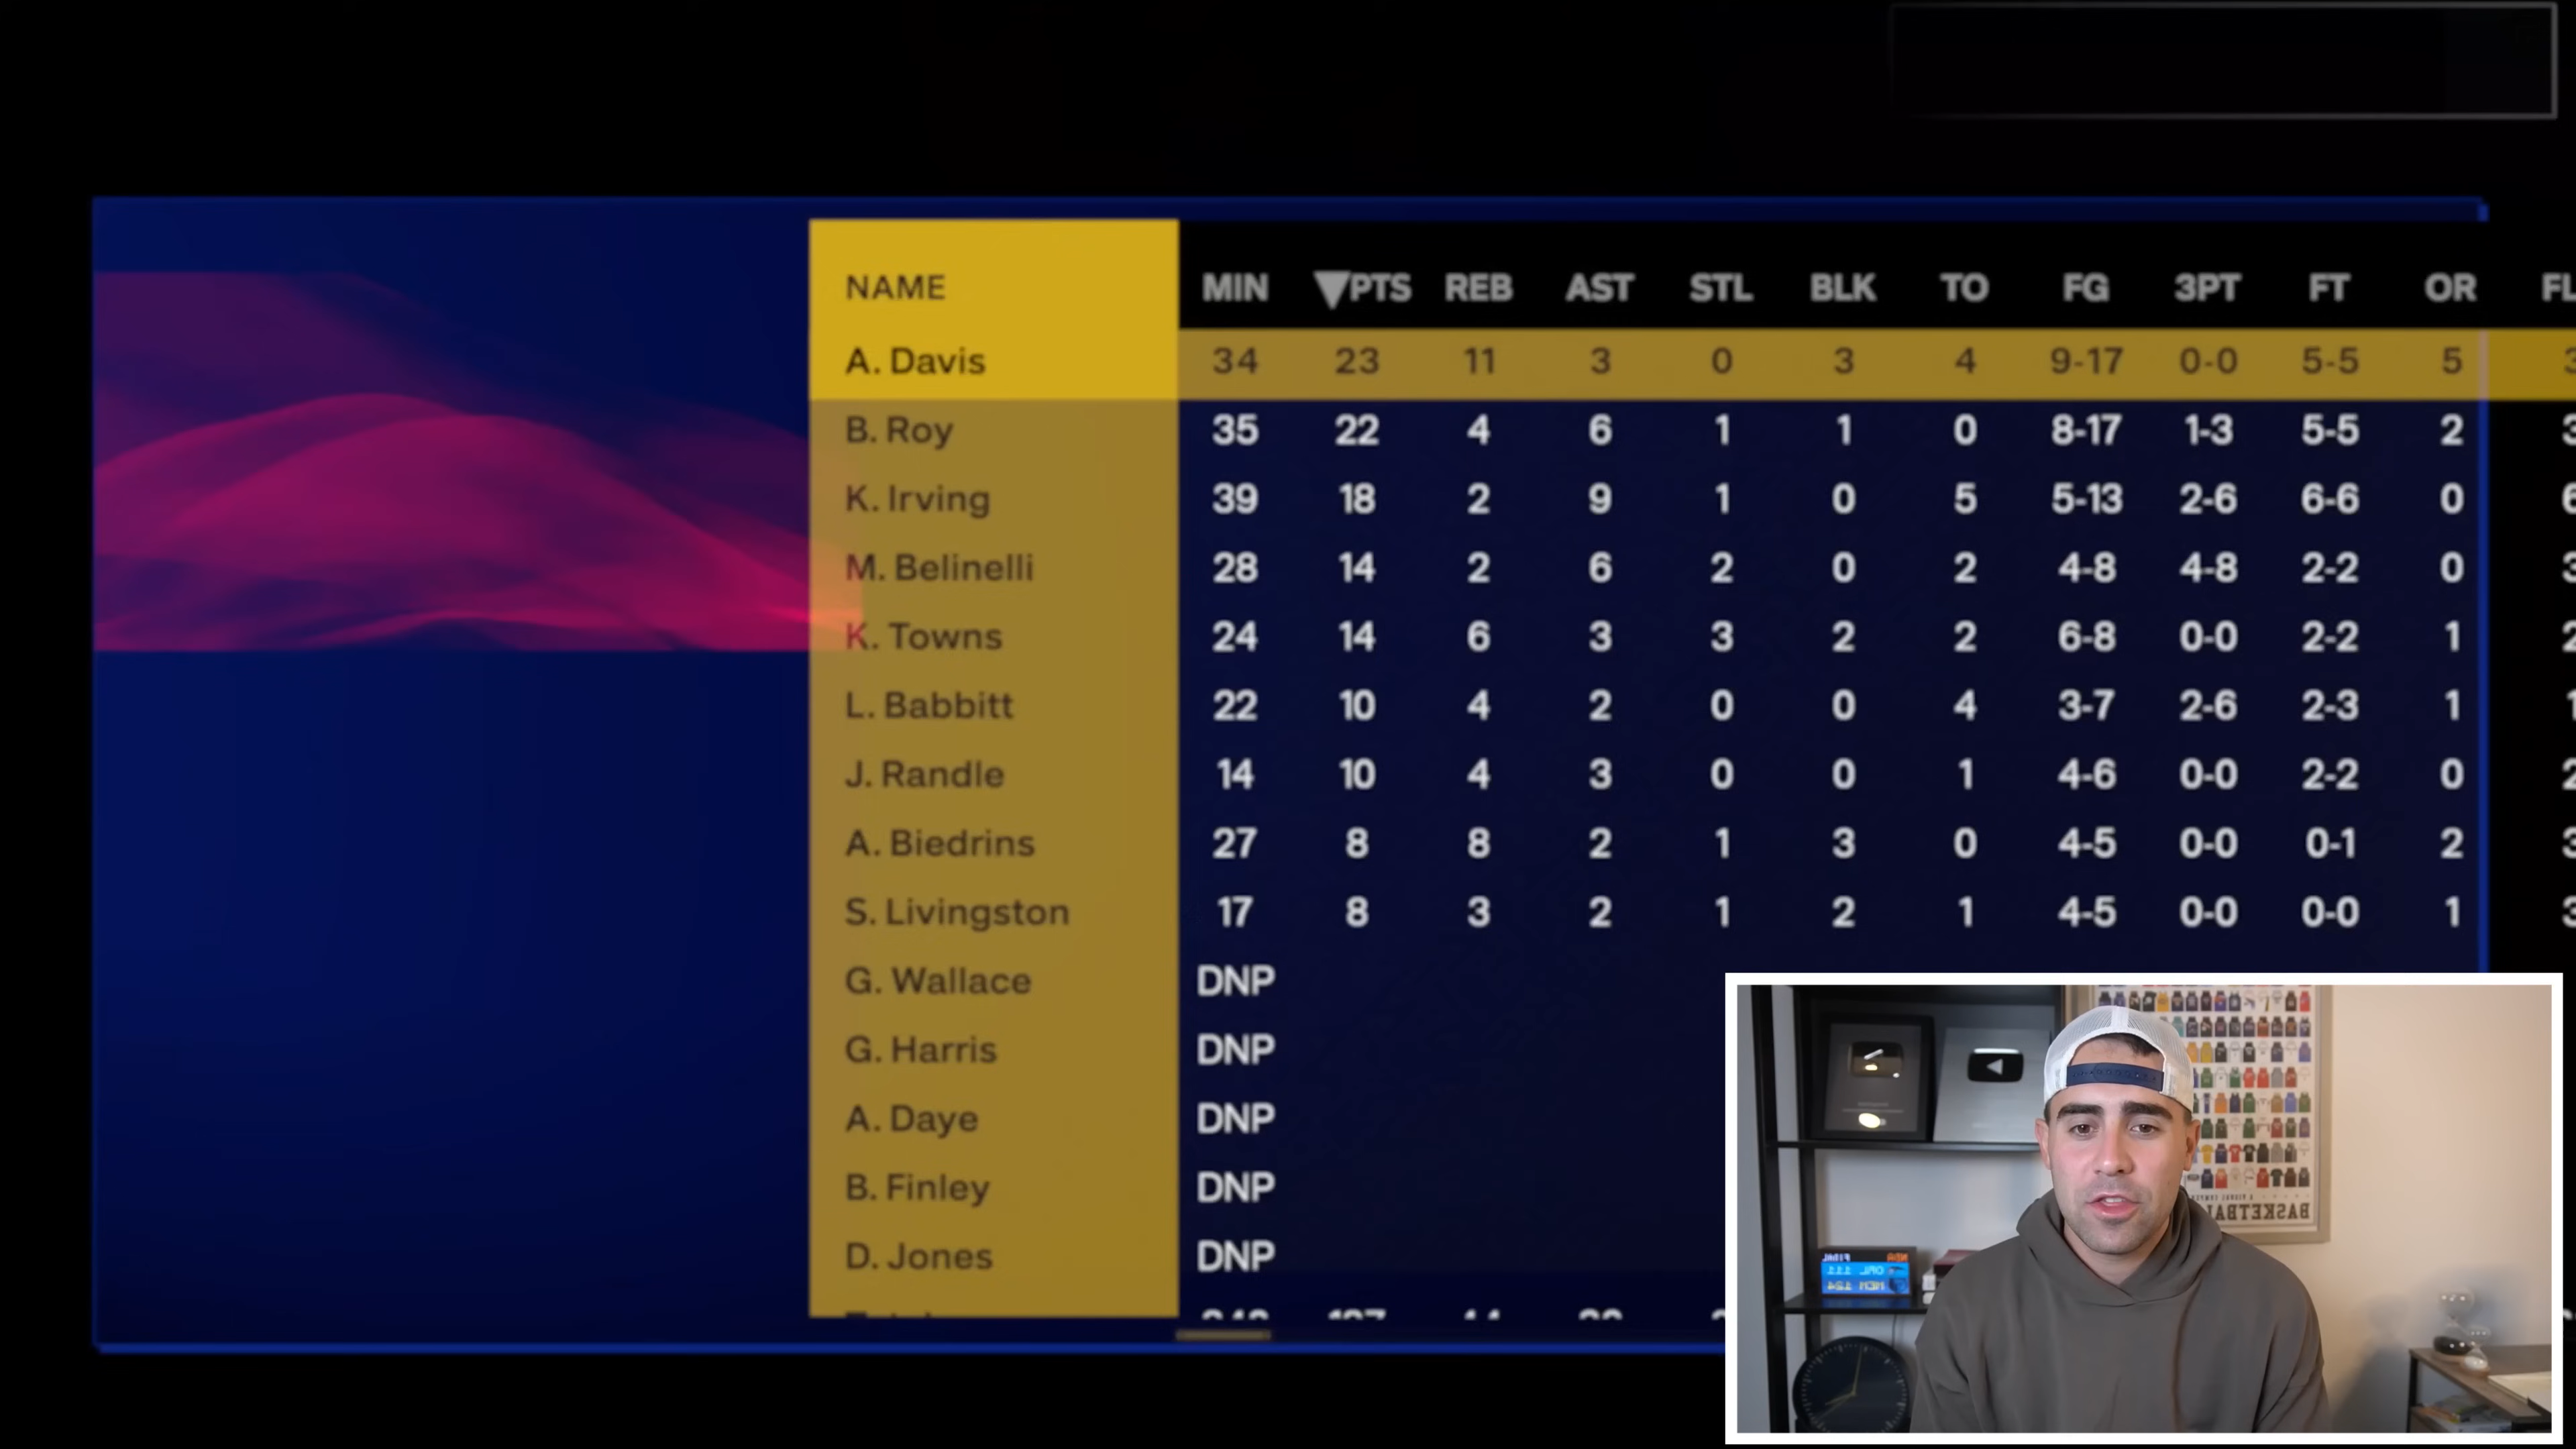 NAME MIN ▼PTS REB AST STL BLK TO FG 3PT FT OR
A. Davis 34 23 11 3 0 3 4 9-17 0-0 5-5 5
B. Roy 35 22 4 6 1 1 0 8-17 1-3 5-5 2
K. Irving 39 18 2 9 1 0 5 5-13 2-6 6-6 0
M. Belinelli 28 14 2 6 2 0 2 4-8 4-8 2-2 0
K. Towns 24 14 6 3 3 2 2 6-8 0-0 2-2 1
L. Babbitt 22 10 4 2 0 0 4 3-7 2-6 2-3 1
J. Randle 14 10 4 3 0 0 1 4-6 0-0 2-2 0
A. Biedrins 27 8 8 2 1 3 0 4-5 0-0 0-1 2
S. Livingston 17 8 3 2 1 2 1 4-5 0-0 0-0 1
G. Wallace DNP
G. Harris DNP
A. Daye DNP
B. Finley DNP
D. Jones DNP
BASKETBAL
FINAL
ORL 111
MEM 124